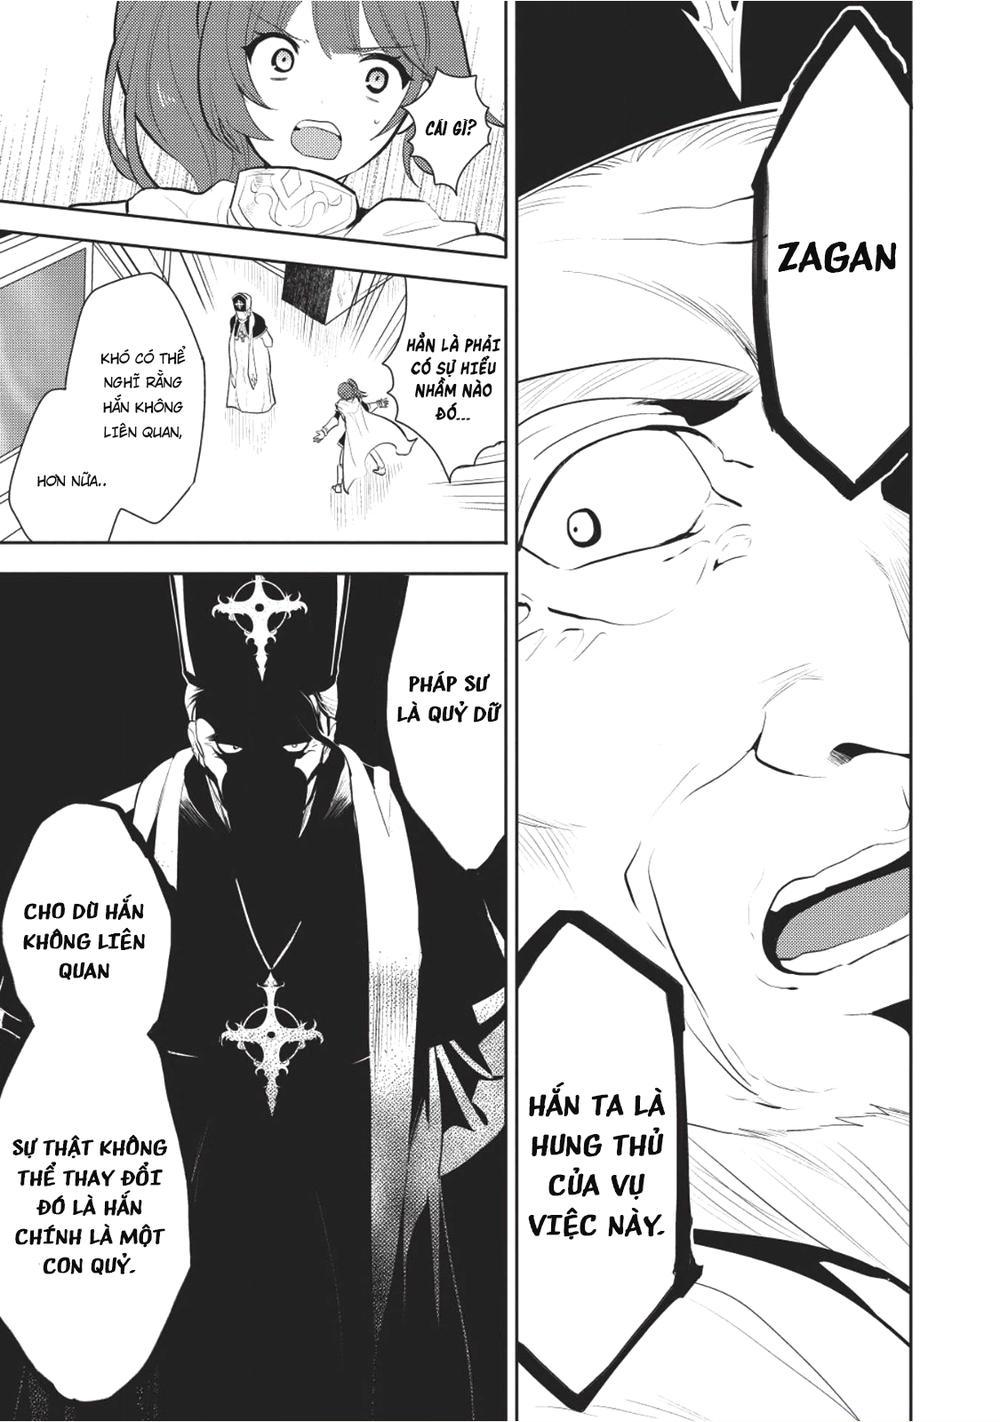 ZAGAN
HẮN TA LÀ
HUNG THỦ
CỦA VỤ
VIỆC NÀY.
CÁI GÌ?
HẲN LÀ PHẢI
CÓ SỰ HIỂU
NHẦM NÀO
ĐÓ...
KHÓ CÓ THỂ
NGHĨ RẰNG
HẮN KHÔNG
LIÊN QUAN,
HƠN NỮA..
PHÁP SƯ
LÀ QUỶ DỮ
CHO DÙ HẮN
KHÔNG LIÊN
QUAN
SỰ THẬT KHÔNG
THỂ THAY ĐỔI
ĐÓ LÀ HẮN
CHÍNH LÀ MỘT
CON QUỶ.